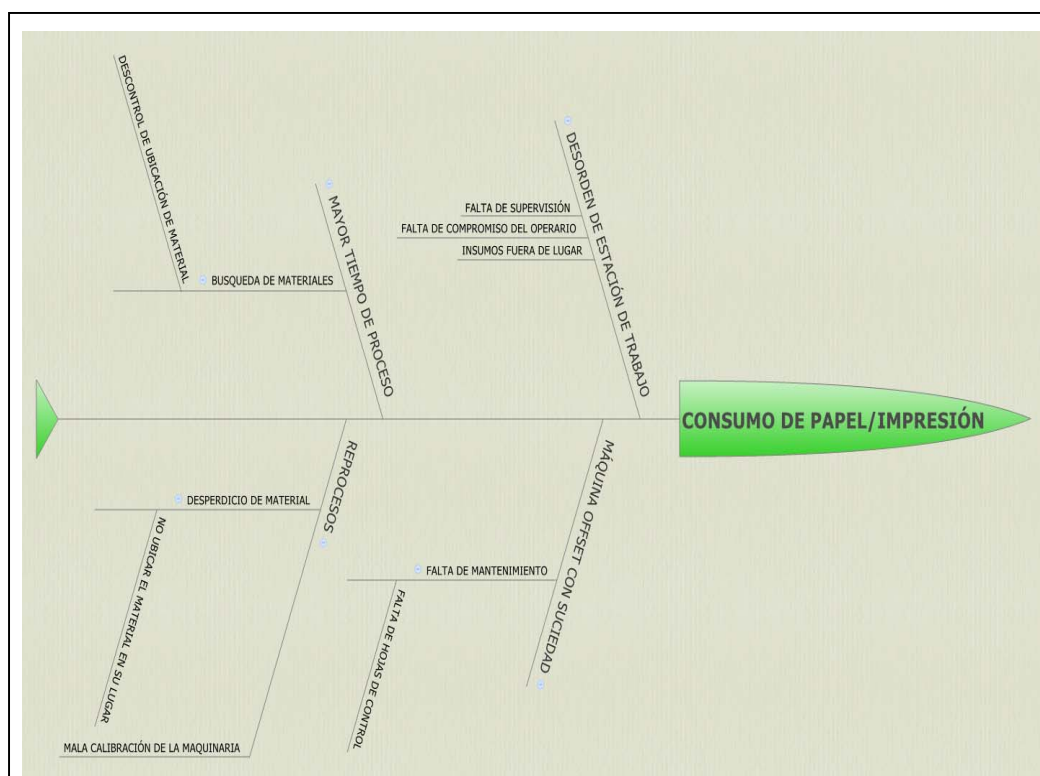 DESCONTROL DE UBICACIÓN DE MATERIAL
BUSQUEDA DE MATERIALES
MAYOR TIEMPO DE PROCESO
FALTA DE SUPERVISIÓN
FALTA DE COMPROMISO DEL OPERARIO
INSUMOS FUERA DE LUGAR
DESORDEN DE ESTACIÓN DE TRABAJO
CONSUMO DE PAPEL/IMPRESIÓN
REPROCESOS
DESPERDICIO DE MATERIAL
NO UBICAR EL MATERIAL EN SU LUGAR
MALA CALIBRACIÓN DE LA MAQUINARIA
MÁQUINA OFFSET CON SUCIEDAD
FALTA DE MANTENIMIENTO
FALTA DE HOJAS DE CONTROL